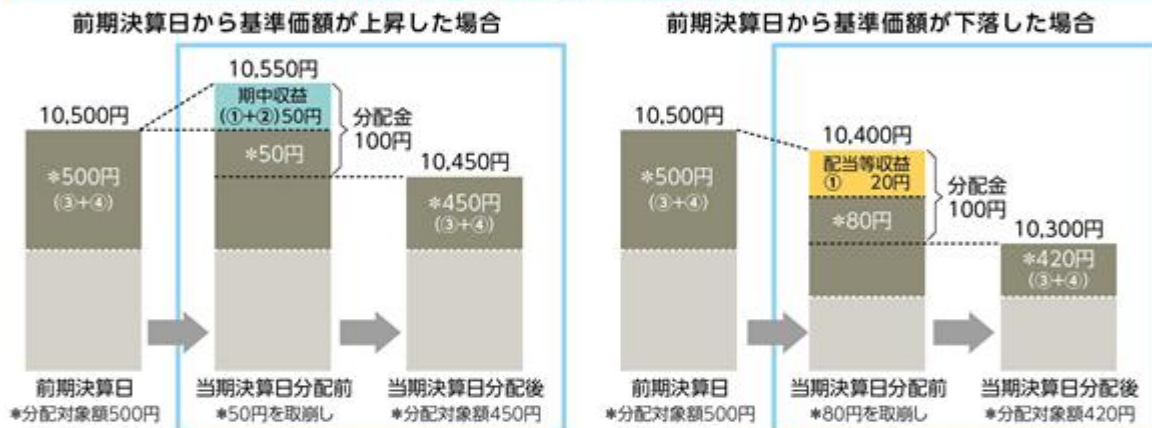 前期決算日から基準価額が上昇した場合
10,550円
期中収益
(①+②)50円
10,500円
分配金
100円
*50円
10,450円
*500円
(③+④)
*450円
(③+④)
前期決算日
*分配対象額500円
当期決算日分配前
*50円を取崩し
当期決算日分配後
*分配対象額450円
前期決算日から基準価額が下落した場合
10,500円
10,400円
配当等収益
① 20円
*500円
(③+④)
分配金
100円
*80円
10,300円
*420円
(③+④)
前期決算日
*分配対象額500円
当期決算日分配前
*80円を取崩し
当期決算日分配後
*分配対象額420円